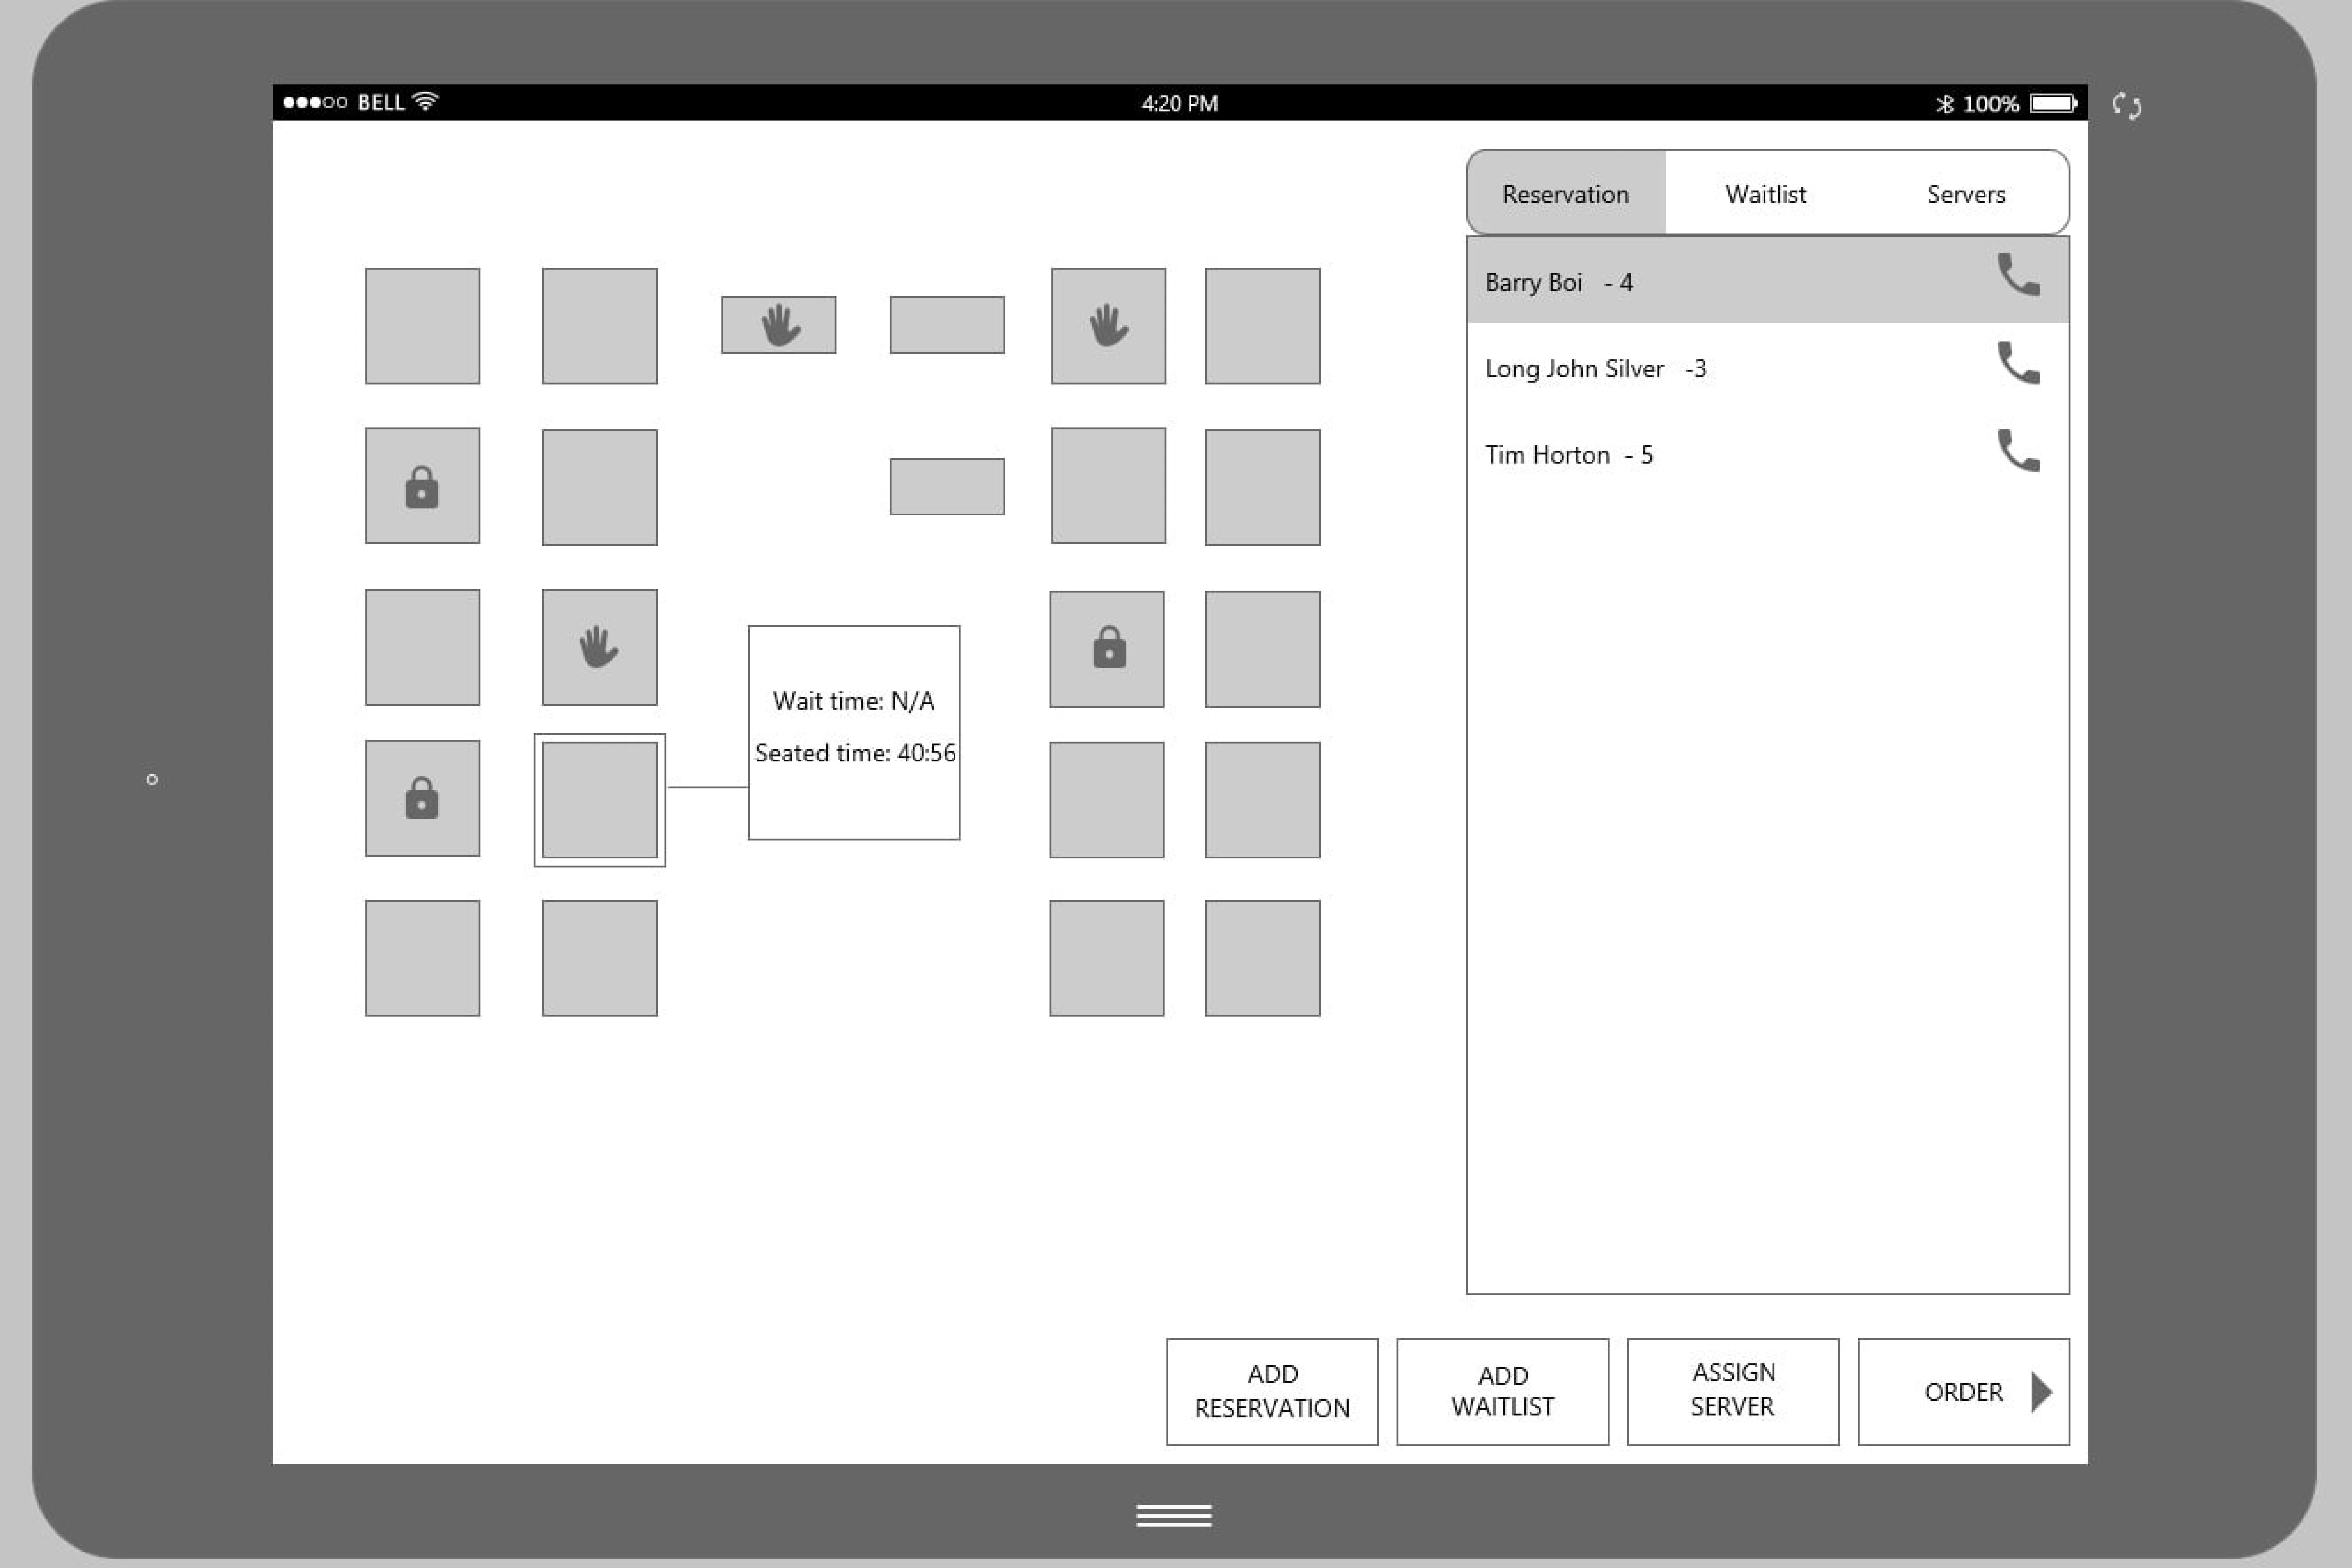 BELL 4:20 PM 100%
Reservation Waitlist Servers
Barry Boi - 4
Long John Silver -3
Tim Horton - 5
Wait time: N/A
Seated time: 40:56
ADD
RESERVATION
ADD
WAITLIST
ASSIGN
SERVER
ORDER